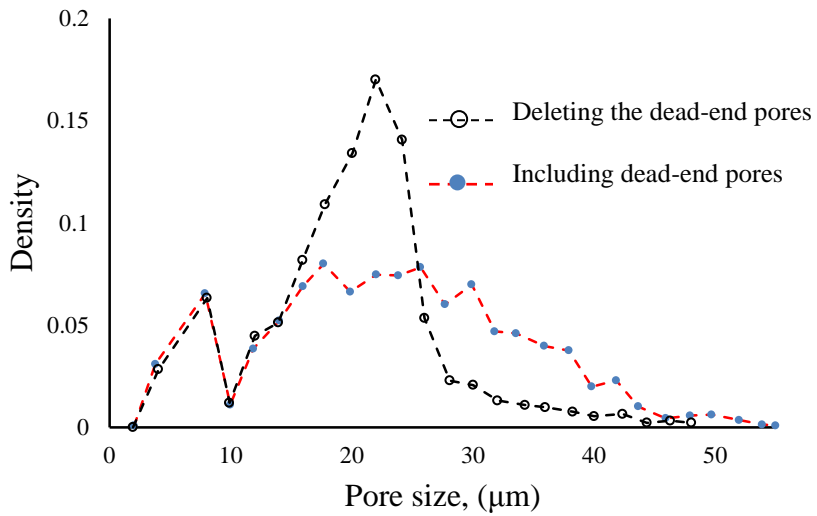 0.2
0.15
0.1
0.05
0
Density
Deleting the dead-end pores
Including dead-end pores
0 10 20 30 40 50
Pore size, (μm)